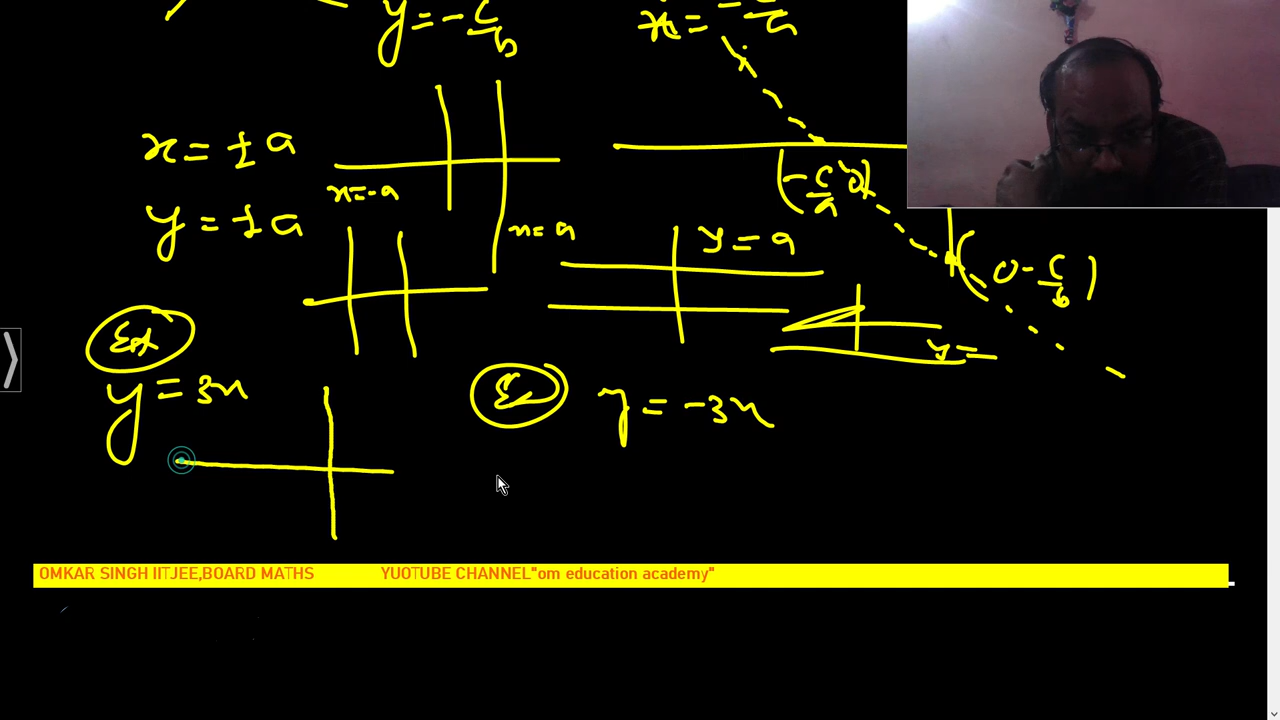 y = -c/b
x = -c/a
x = ±a
x=-a
x = a
y = ±a
y = a
(-c/a, 0)
(0 -c/b)
y =
Ex
y = 3x
Ex
y = -3x
OMKAR SINGH IITJEE,BOARD MATHS YUOTUBE CHANNEL"om education academy"